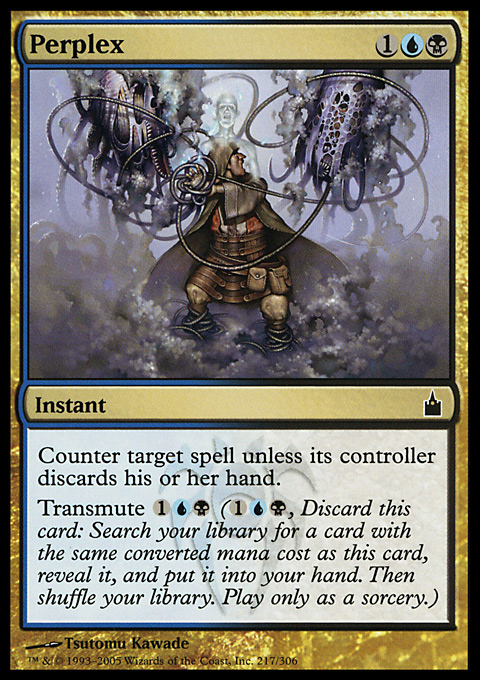 Perplex 1
Instant
Counter target spell unless its controller
discards his or her hand.
Transmute 1 (1, Discard this
card: Search your library for a card with
the same converted mana cost as this card,
reveal it, and put it into your hand. Then
shuffle your library. Play only as a sorcery.)
Tsutomu Kawade
™ & © 1993–2005 Wizards of the Coast, Inc. 217/306